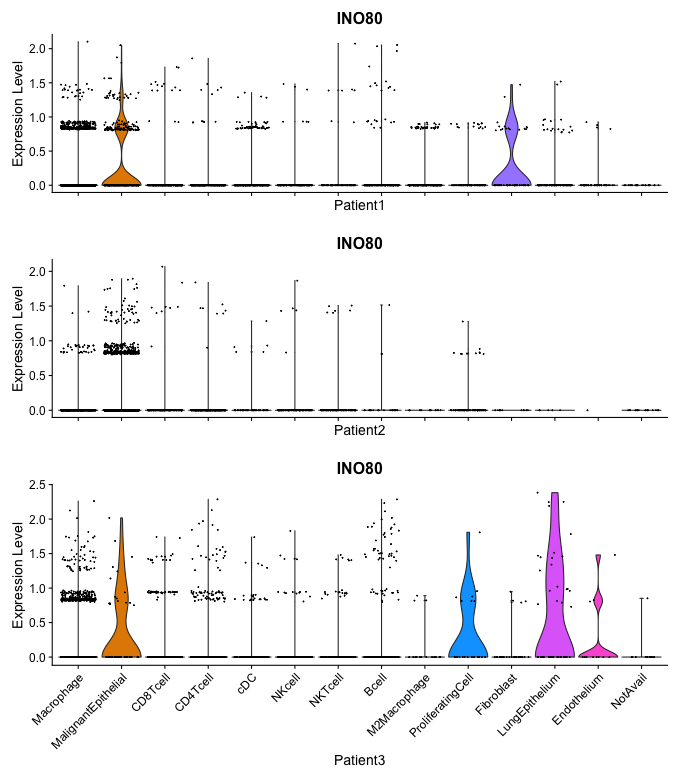 INO80
Expression Level
2.0
1.5
1.0
0.5
0.0
Patient1
INO80
Expression Level
2.0
1.5
1.0
0.5
0.0
Patient2
INO80
Expression Level
2.5
2.0
1.5
1.0
0.5
0.0
Macrophage
MalignantEpithelial
CD8Tcell
CD4Tcell
cDC
NKcell
NKTcell
Bcell
M2Macrophage
ProliferatingCell
Fibroblast
LungEpithelium
Endothelium
NotAvail
Patient3